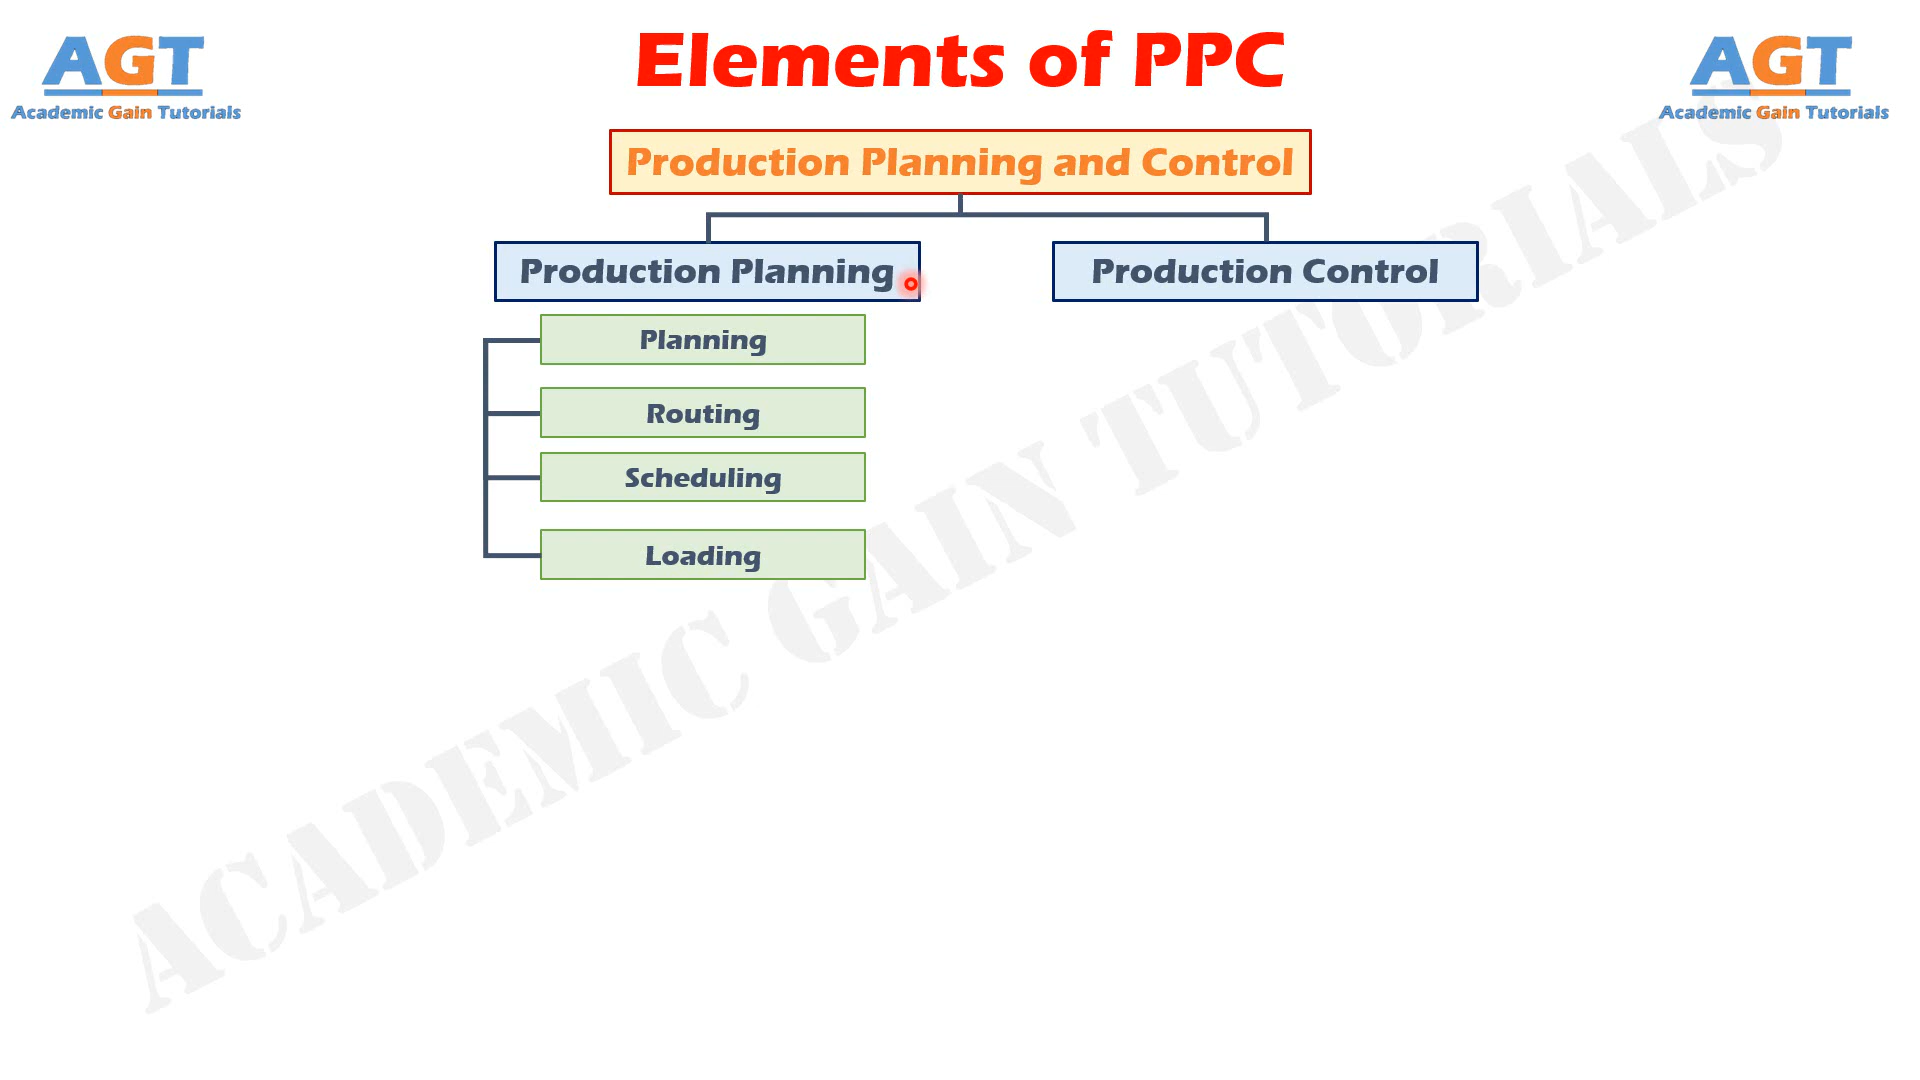 AGT
Academic Gain Tutorials
Elements of PPC
AGT
Academic Gain Tutorials
Production Planning and Control
Production Planning
Production Control
Planning
Routing
Scheduling
Loading
ACADEMIC GAIN TUTORIALS